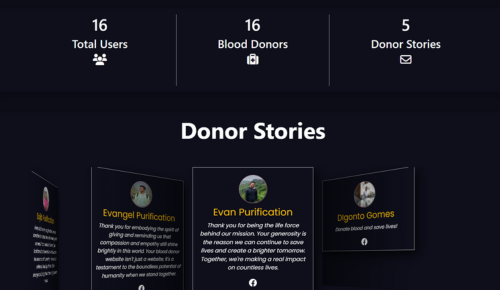 16
16
5
Total Users
Blood Donors
Donor Stories
Donor Stories
Evangel Purification
Thank you for embodying the spirit of
giving and reminding us that
compassion and empathy still shine
brightly in this world. Your blood donor
website isn't just a website; it's a
testament to the boundless potential of
humanity when we stand together.
Evan Purification
Thank you for being the life force
behind our mission. Your generosity is
the reason we can continue to save
lives and create a brighter tomorrow.
Together, we're making a real impact
on countless lives.
Digonto Gomes
Donate blood and save lives!